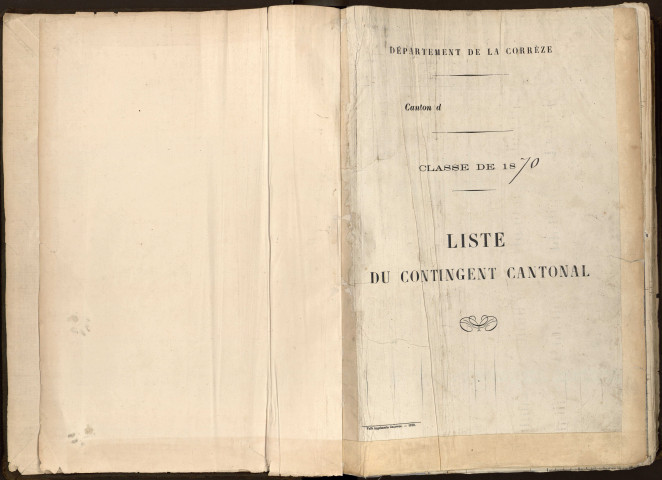 DÉPARTEMENT DE LA CORRÈZE
Canton d
CLASSE DE 1870
LISTE
DU CONTINGENT CANTONAL